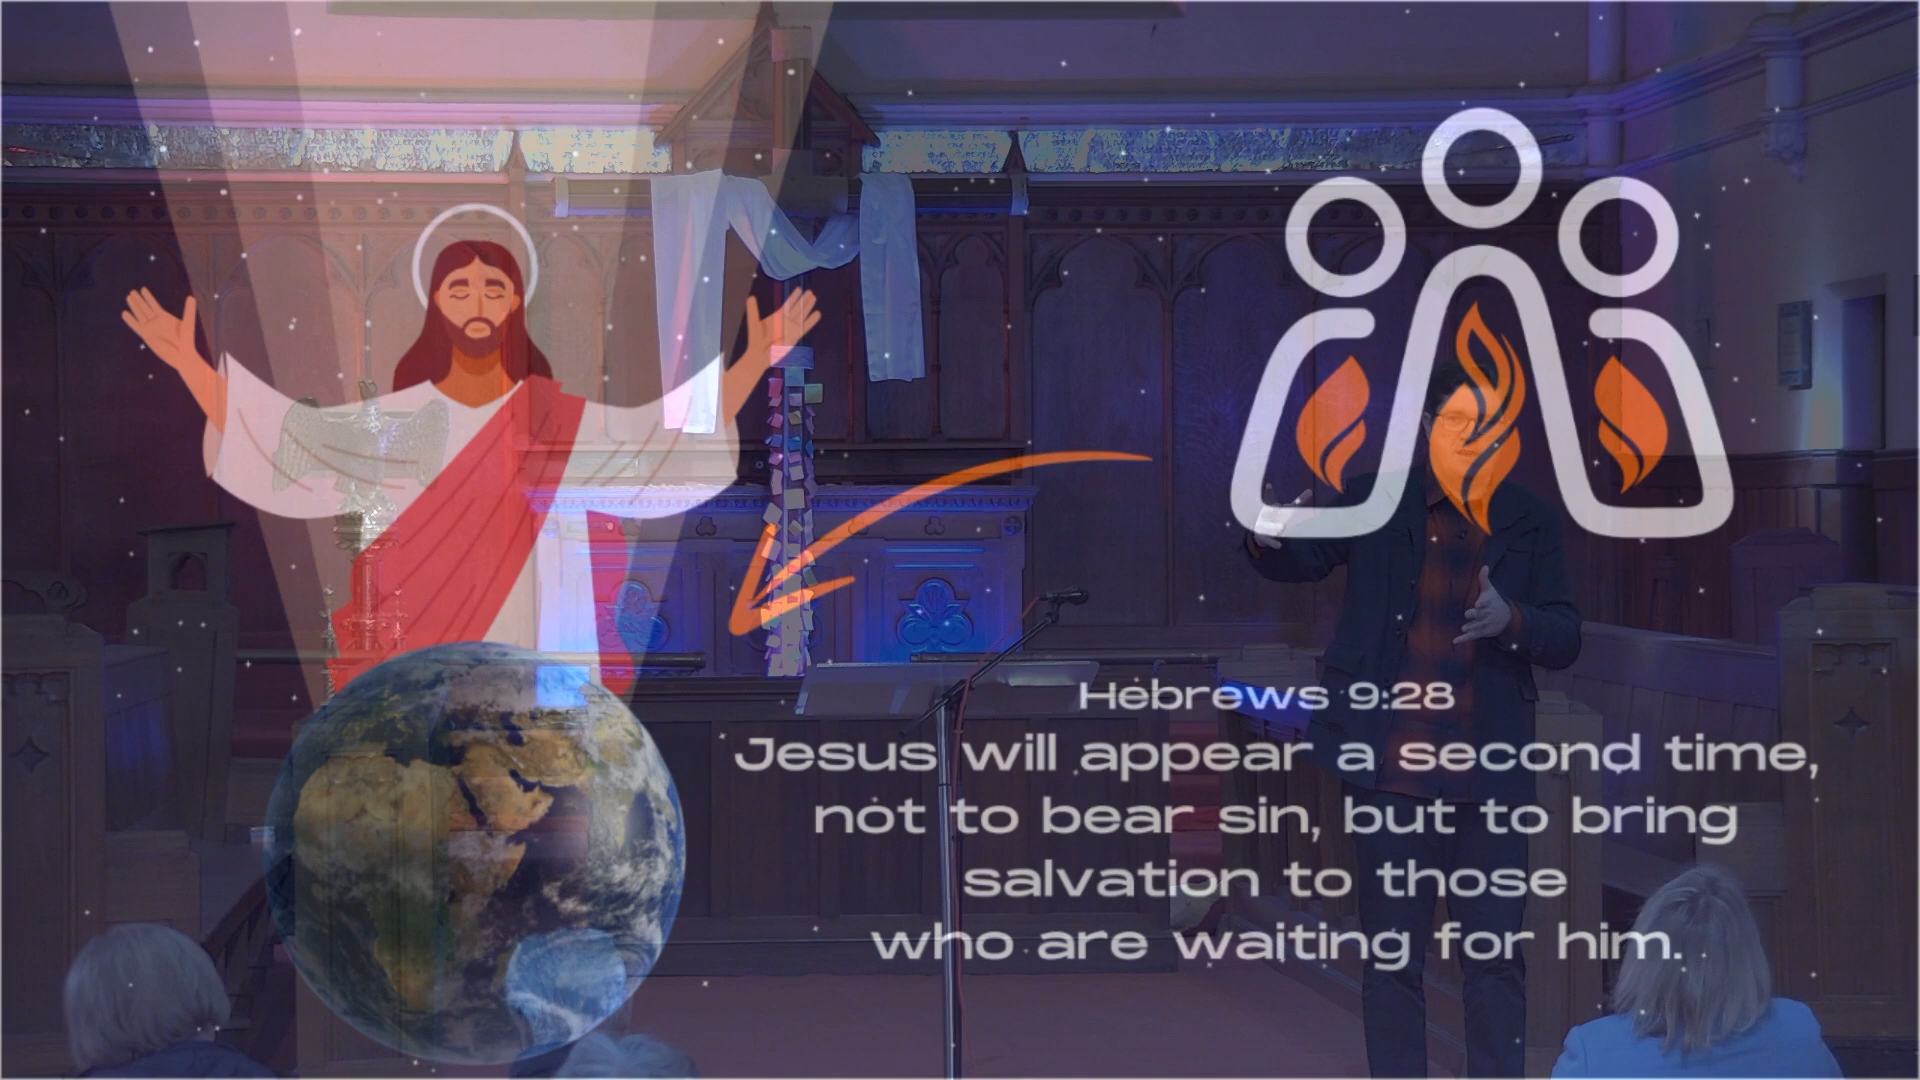 Hebrews 9:28
Jesus will appear a second time,
not to bear sin, but to bring
salvation to those
who are waiting for him.